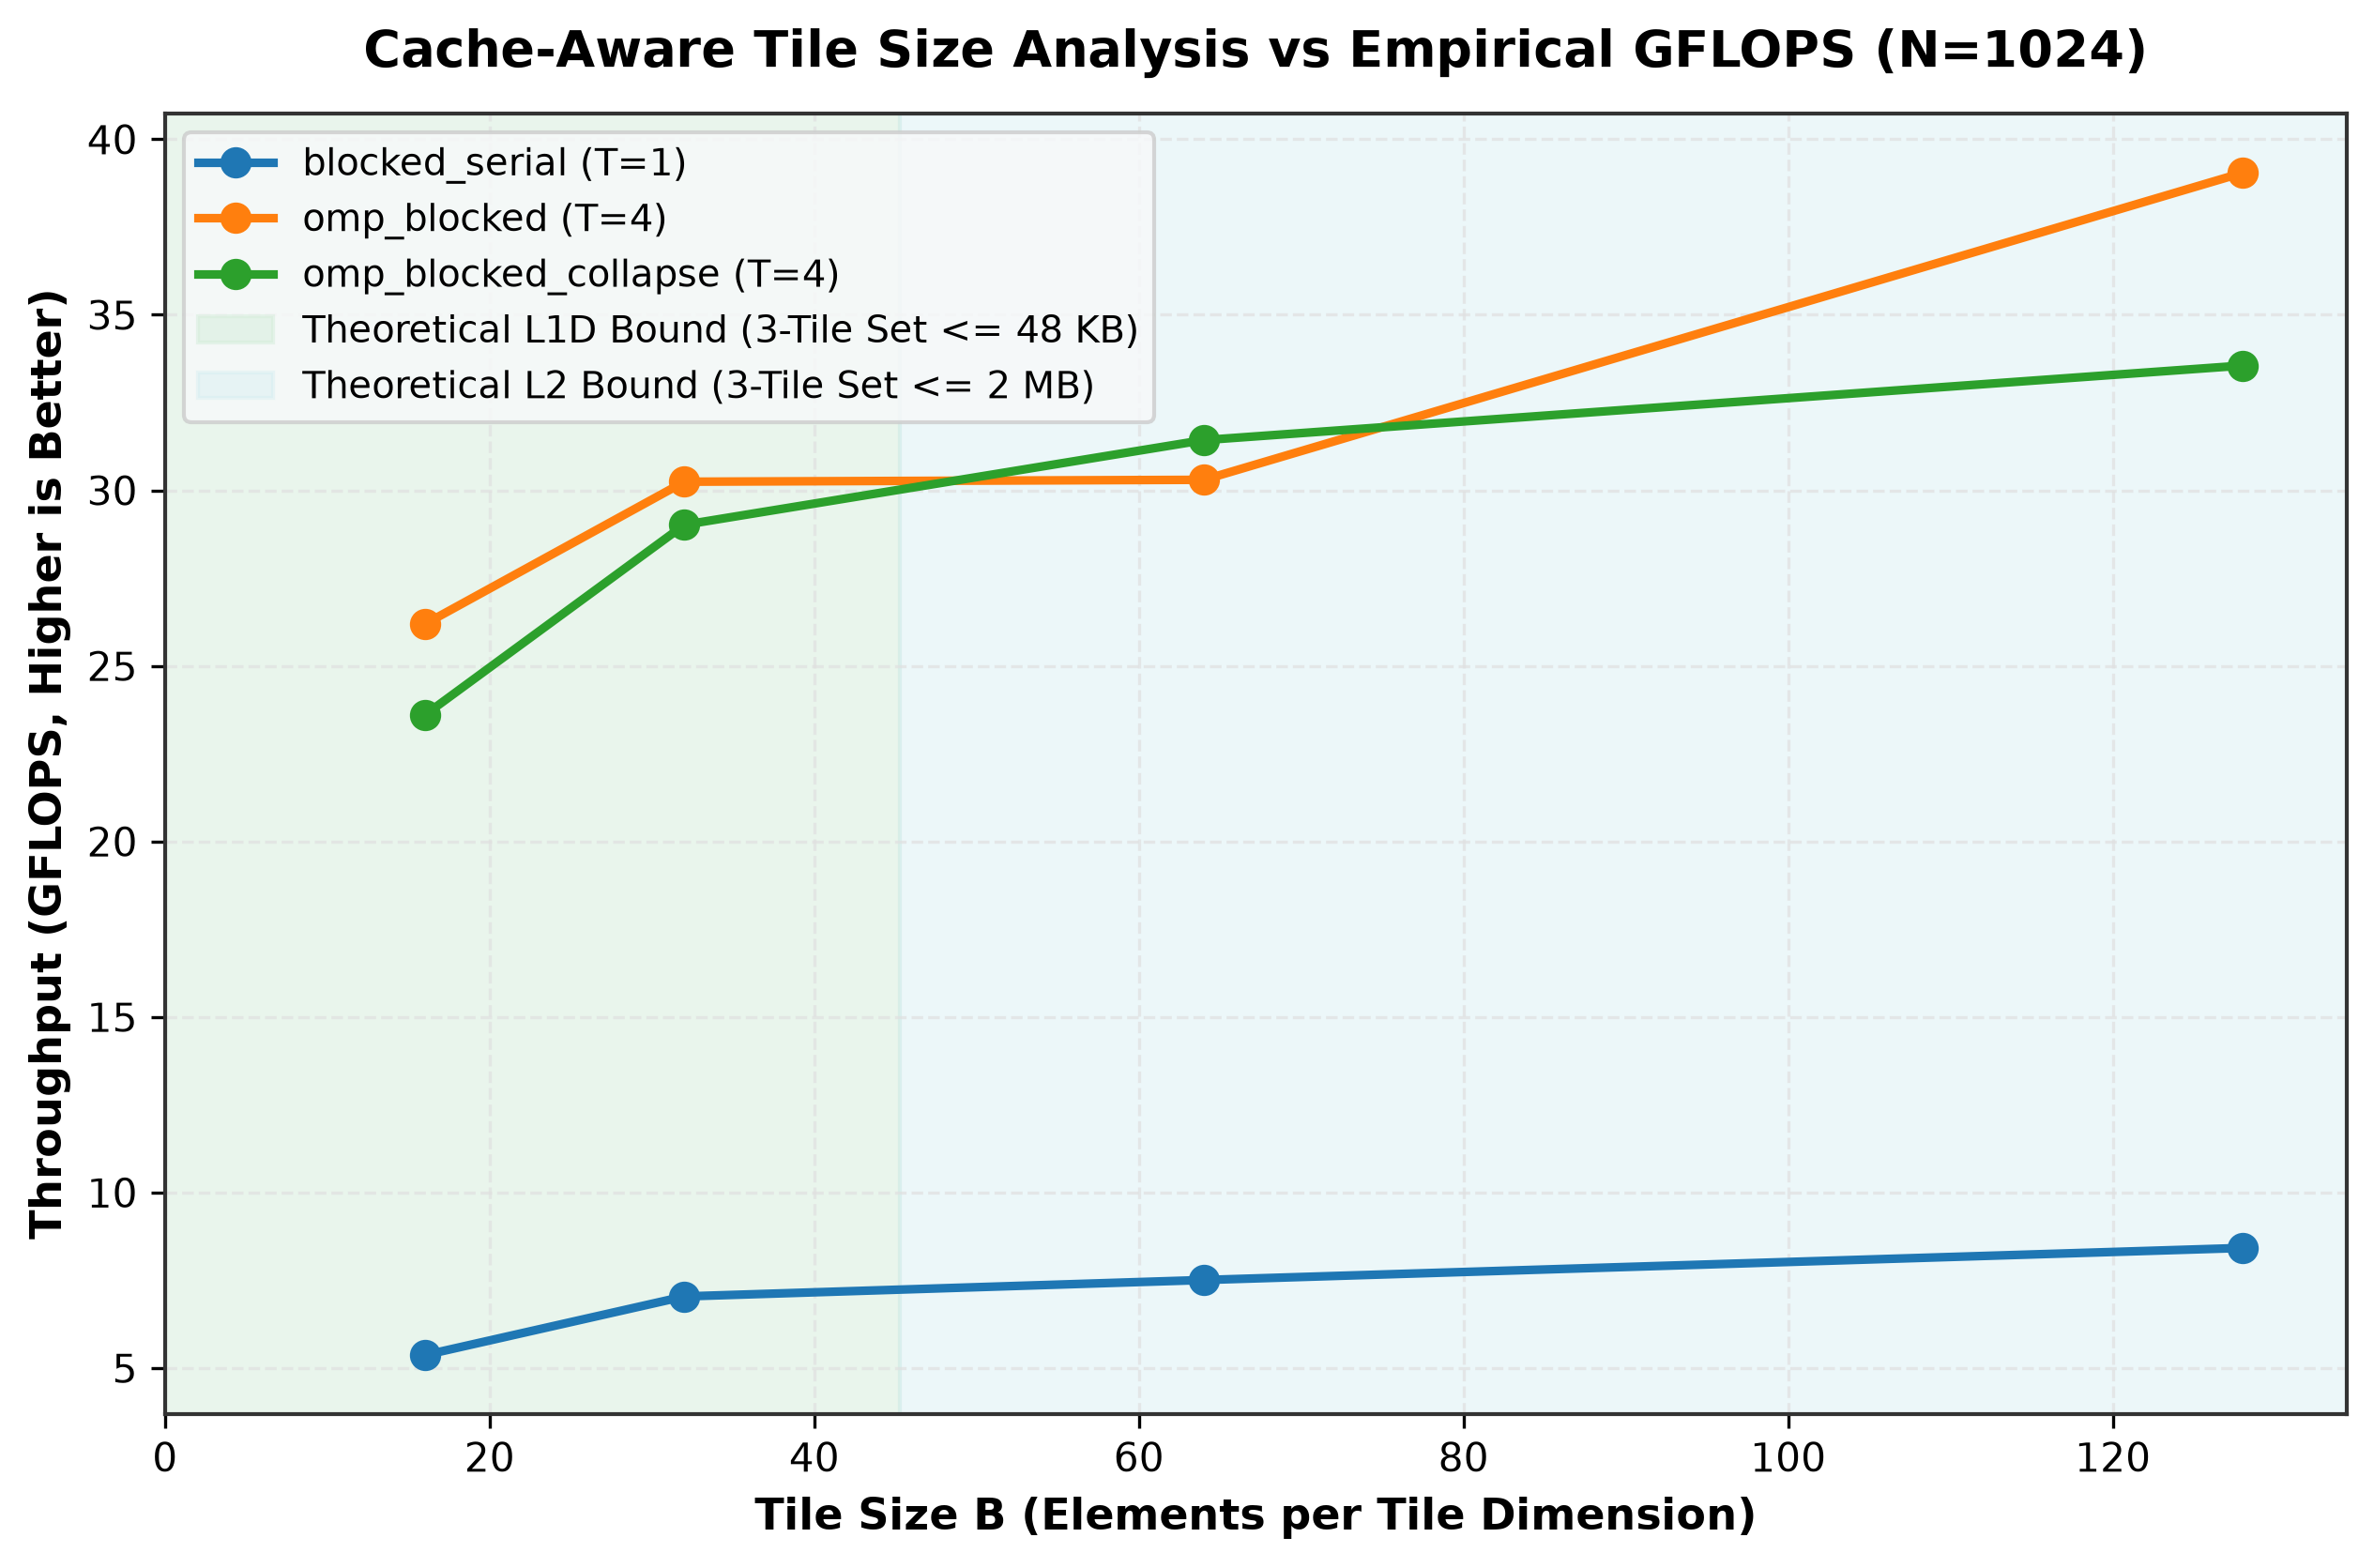 Cache-Aware Tile Size Analysis vs Empirical GFLOPS (N=1024)
Throughput (GFLOPS, Higher is Better)
40
35
30
25
20
15
10
5
blocked_serial (T=1)
omp_blocked (T=4)
omp_blocked_collapse (T=4)
Theoretical L1D Bound (3-Tile Set <= 48 KB)
Theoretical L2 Bound (3-Tile Set <= 2 MB)
0 20 40 60 80 100 120
Tile Size B (Elements per Tile Dimension)